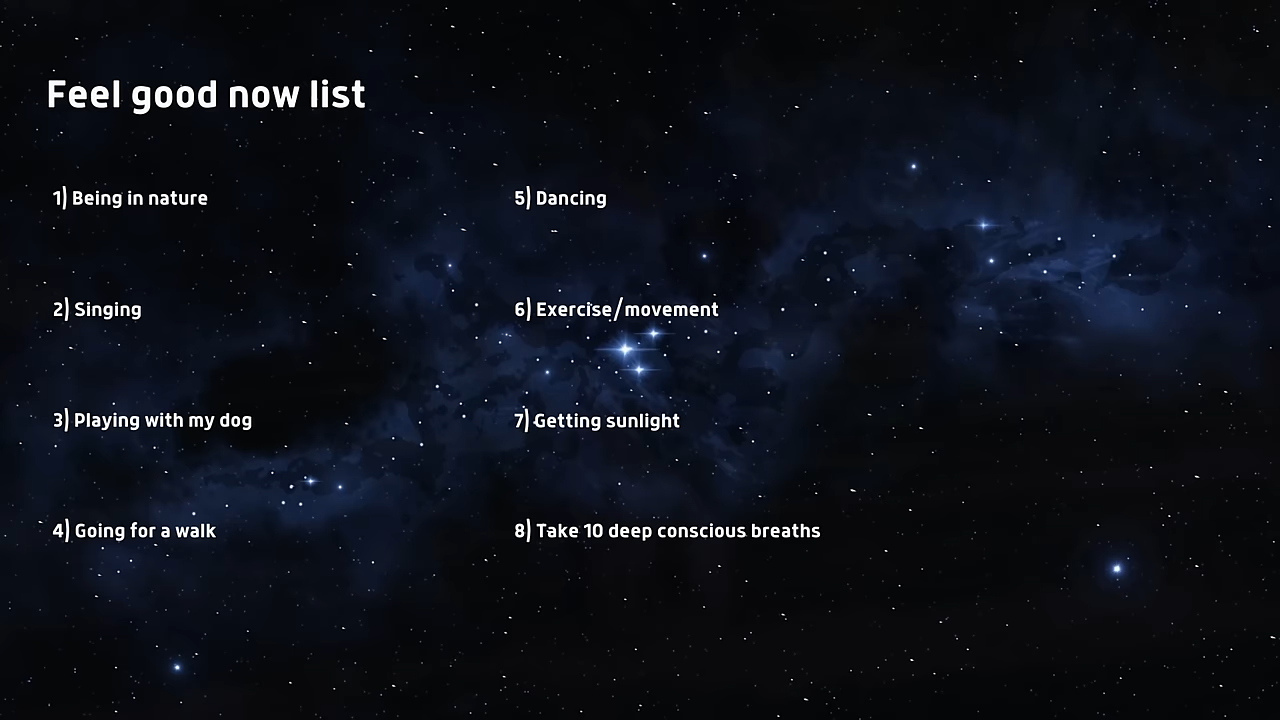 Feel good now list
1) Being in nature
2) Singing
3) Playing with my dog
4) Going for a walk
5) Dancing
6) Exercise/movement
7) Getting sunlight
8) Take 10 deep conscious breaths